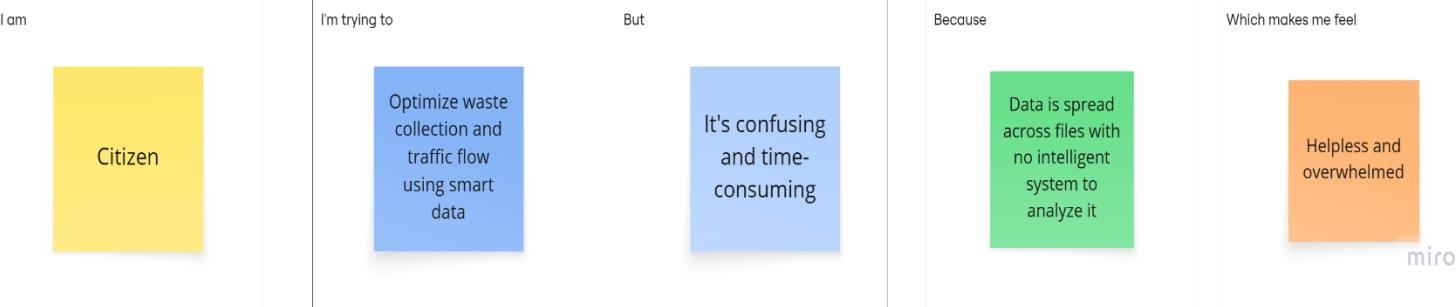 I am
I'm trying to
But
Because
Which makes me feel
Citizen
Optimize waste
collection and
traffic flow
using smart
data
It's confusing
and time-
consuming
Data is spread
across files with
no intelligent
system to
analyze it
Helpless and
overwhelmed
miro